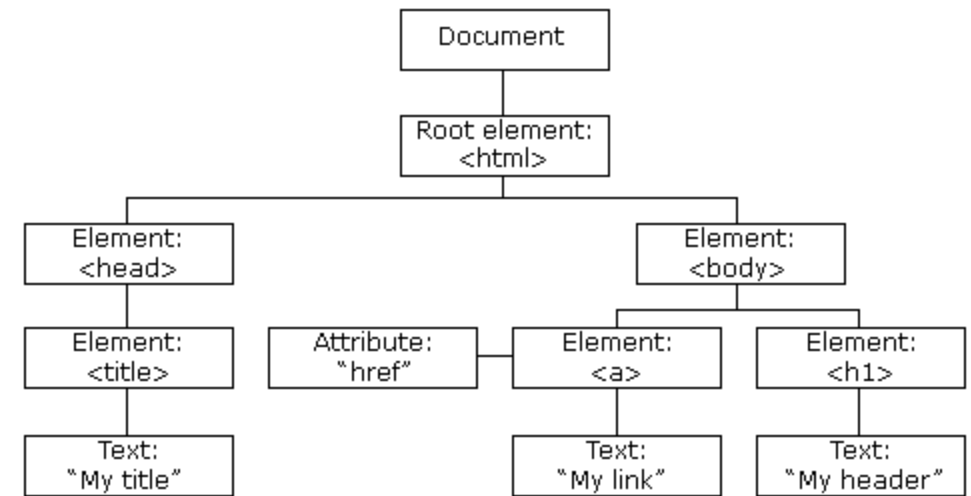 Document
Root element:
<html>
Element:
<head>
Element:
<body>
Element:
<title>
Attribute:
“href”
Element:
<a>
Element:
<h1>
Text:
“My title”
Text:
“My link”
Text:
“My header”